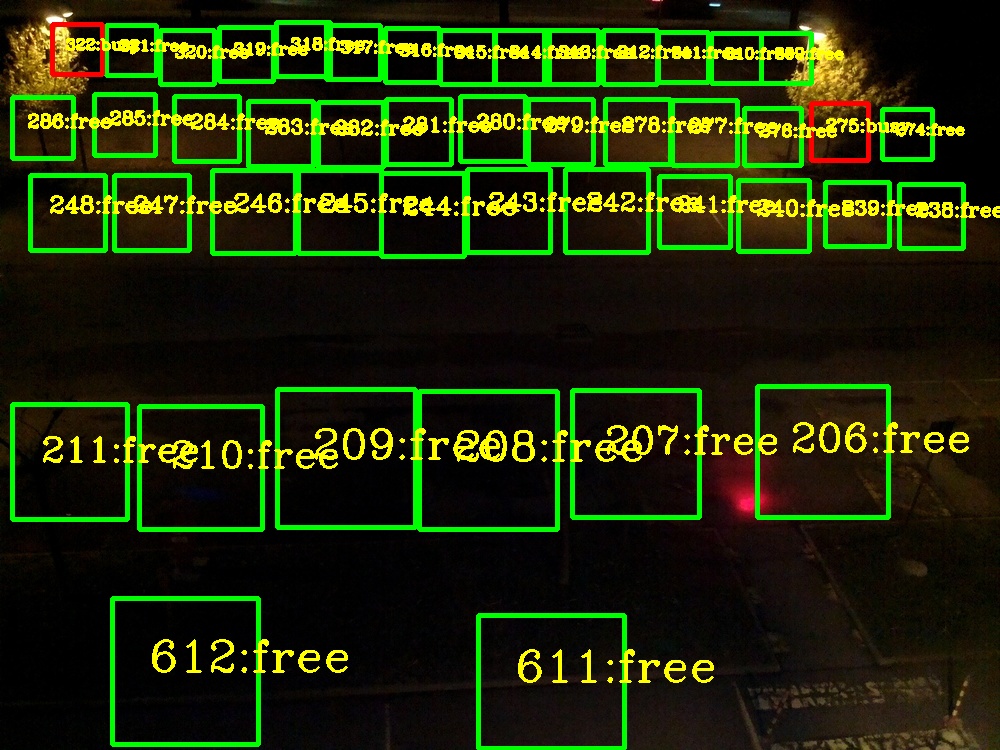 322:busy 321:free 320:free 319:free 318:free 317:free 316:free 315:free 314:free 313:free 312:free 311:free 310:free 309:free
286:free 285:free 284:free 283:free 282:free 281:free 280:free 279:free 278:free 277:free 276:free 275:busy 274:free
248:free 247:free 246:free 245:free 244:free 243:free 242:free 241:free 240:free 239:free 238:free
211:free 210:free 209:free 208:free 207:free 206:free
612:free 611:free